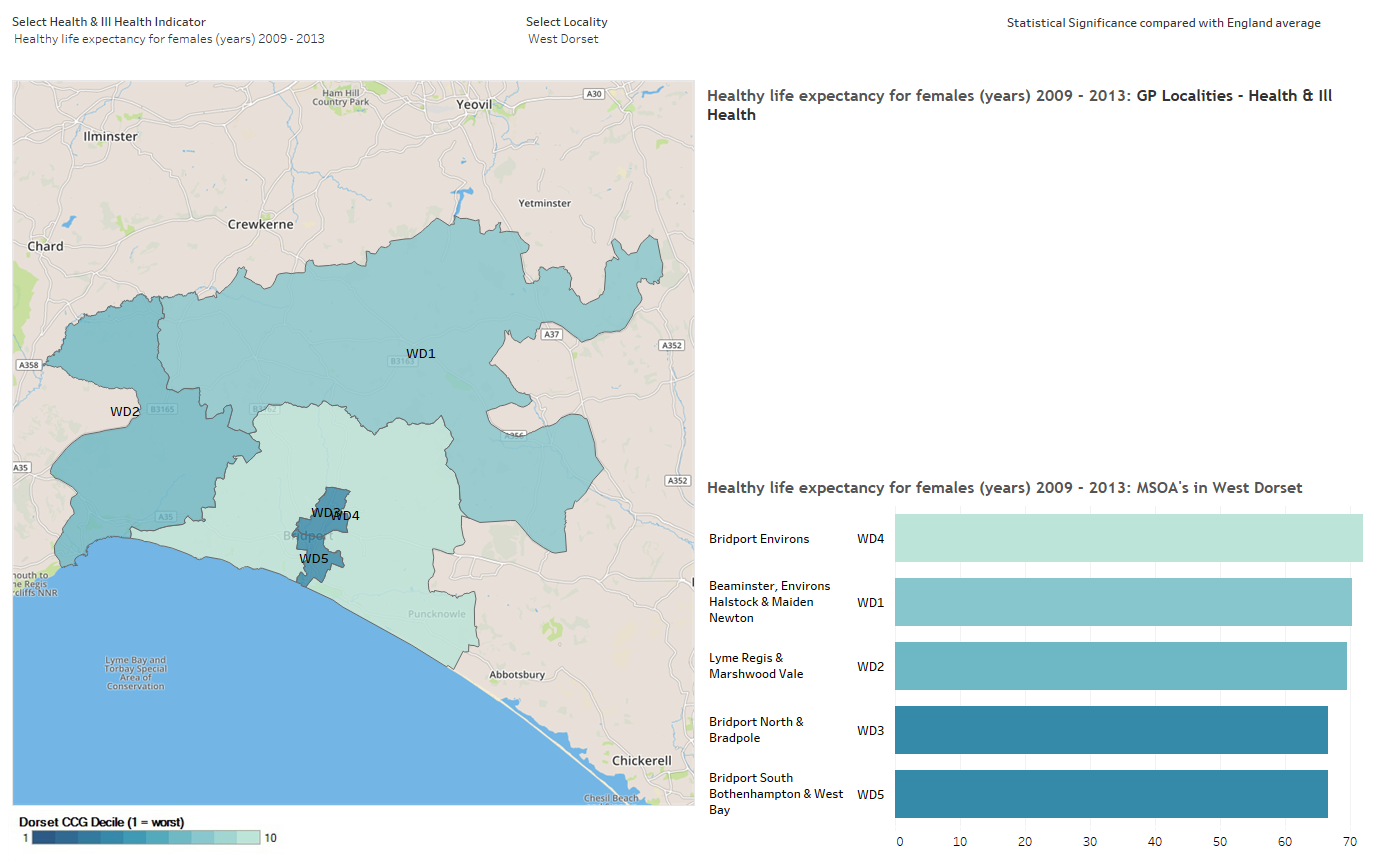 Select Health & Ill Health Indicator
Healthy life expectancy for females (years) 2009 - 2013
Select Locality
West Dorset
Statistical Significance compared with England average
Ham Hill
Country Park
Yeovil
A30
Ilminster
Yetminster
Crewkerne
Chard
A37
A352
WD1
B3163
A358
WD2
B3165
B3162
A356
A35
A352
WD3
WD4
A35
Bridport
WD5
Puncknowle
Lyme Bay and
Torbay Special
Area of
Conservation
Abbotsbury
Chickerell
Chesil Beach
Dorset CCG Decile (1 = worst)
1
10
Healthy life expectancy for females (years) 2009 - 2013: GP Localities - Health & Ill
Health
Healthy life expectancy for females (years) 2009 - 2013: MSOA's in West Dorset
Bridport Environs
WD4
Beaminster, Environs
Halstock & Maiden
Newton
WD1
Lyme Regis &
Marshwood Vale
WD2
Bridport North &
Bradpole
WD3
Bridport South
Bothenhampton & West
Bay
WD5
0 10 20 30 40 50 60 70